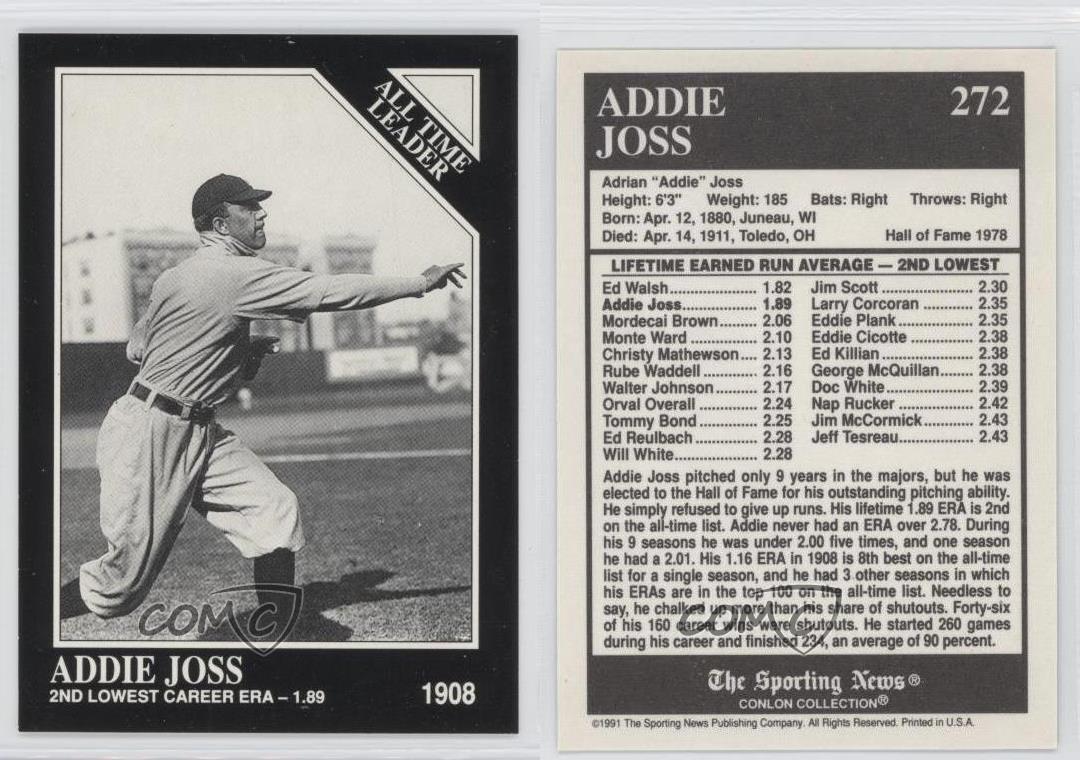 ALL TIME
LEADER
COMC
ADDIE JOSS
2ND LOWEST CAREER ERA – 1.89
1908
ADDIE
JOSS
272
Adrian "Addie" Joss
Height: 6'3" Weight: 185 Bats: Right Throws: Right
Born: Apr. 12, 1880, Juneau, WI
Died: Apr. 14, 1911, Toledo, OH Hall of Fame 1978
LIFETIME EARNED RUN AVERAGE — 2ND LOWEST
Ed Walsh.................... 1.82
Addie Joss................. 1.89
Mordecai Brown........ 2.06
Monte Ward .............. 2.10
Christy Mathewson.... 2.13
Rube Waddell ............ 2.16
Walter Johnson ......... 2.17
Orval Overall ............. 2.24
Tommy Bond............. 2.25
Ed Reulbach.............. 2.28
Will White.................. 2.28
Jim Scott .................... 2.30
Larry Corcoran ........... 2.35
Eddie Plank................. 2.35
Eddie Cicotte .............. 2.38
Ed Killian .................... 2.38
George McQuillan....... 2.38
Doc White................... 2.39
Nap Rucker ................ 2.42
Jim McCormick .......... 2.43
Jeff Tesreau................ 2.43
Addie Joss pitched only 9 years in the majors, but he was
elected to the Hall of Fame for his outstanding pitching ability.
He simply refused to give up runs. His lifetime 1.89 ERA is 2nd
on the all-time list. Addie never had an ERA over 2.78. During
his 9 seasons he was under 2.00 five times, and one season
he had a 2.01. His 1.16 ERA in 1908 is 8th best on the all-time
list for a single season, and he had 3 other seasons in which
his ERAs are in the top 100 on the all-time list. Needless to
say, he chalked up more than his share of shutouts. Forty-six
of his 160 career wins were shutouts. He started 260 games
during his career and finished 234, an average of 90 percent.
COMC
The Sporting News®
CONLON COLLECTION®
©1991 The Sporting News Publishing Company. All Rights Reserved. Printed in U.S.A.